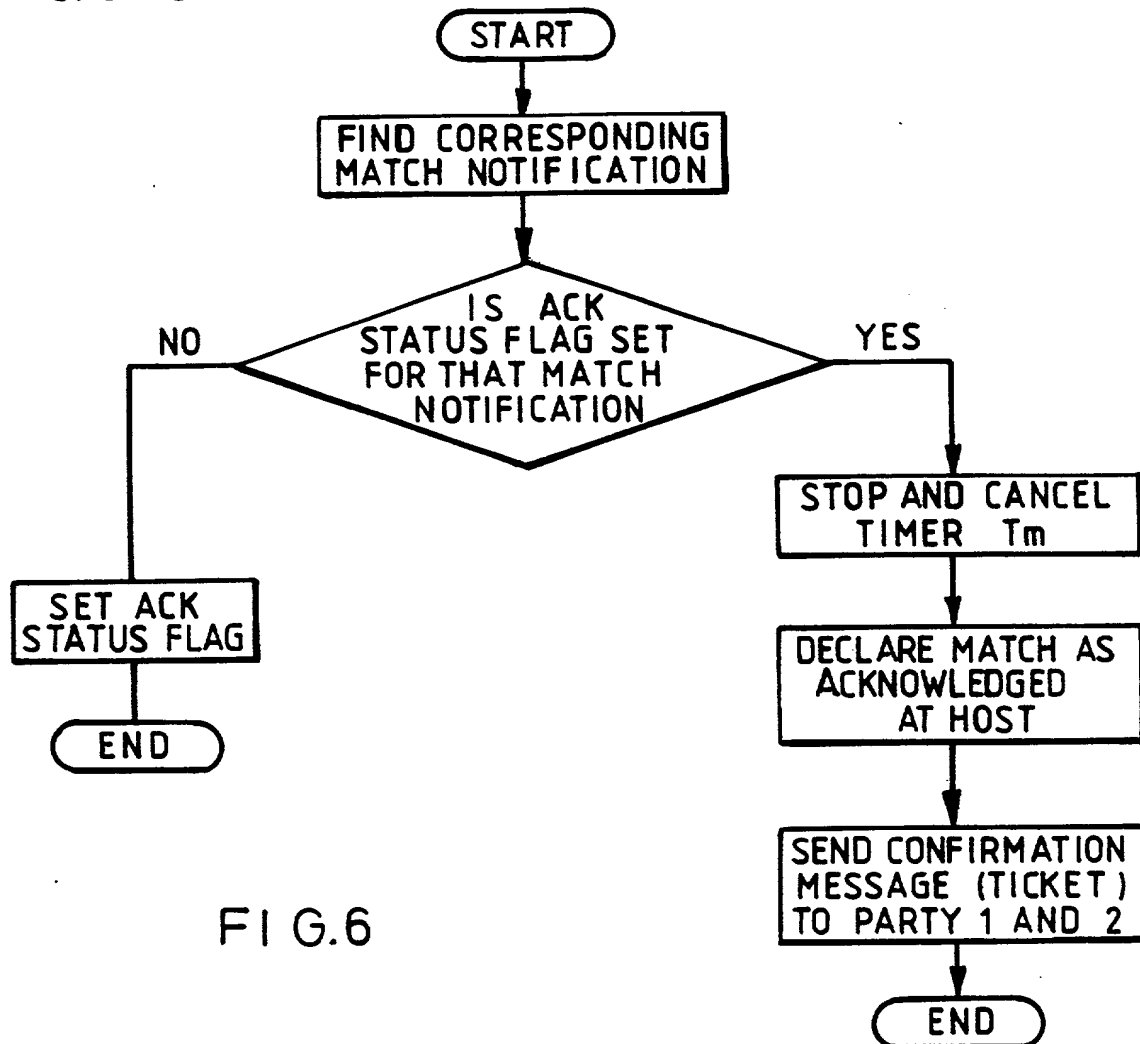 START
FIND CORRESPONDING
MATCH NOTIFICATION
IS ACK
STATUS FLAG SET
FOR THAT MATCH
NOTIFICATION
NO
YES
STOP AND CANCEL
TIMER Tm
SET ACK
STATUS FLAG
DECLARE MATCH AS
ACKNOWLEDGED
AT HOST
END
SEND CONFIRMATION
MESSAGE (TICKET)
TO PARTY 1 AND 2
FIG.6
END